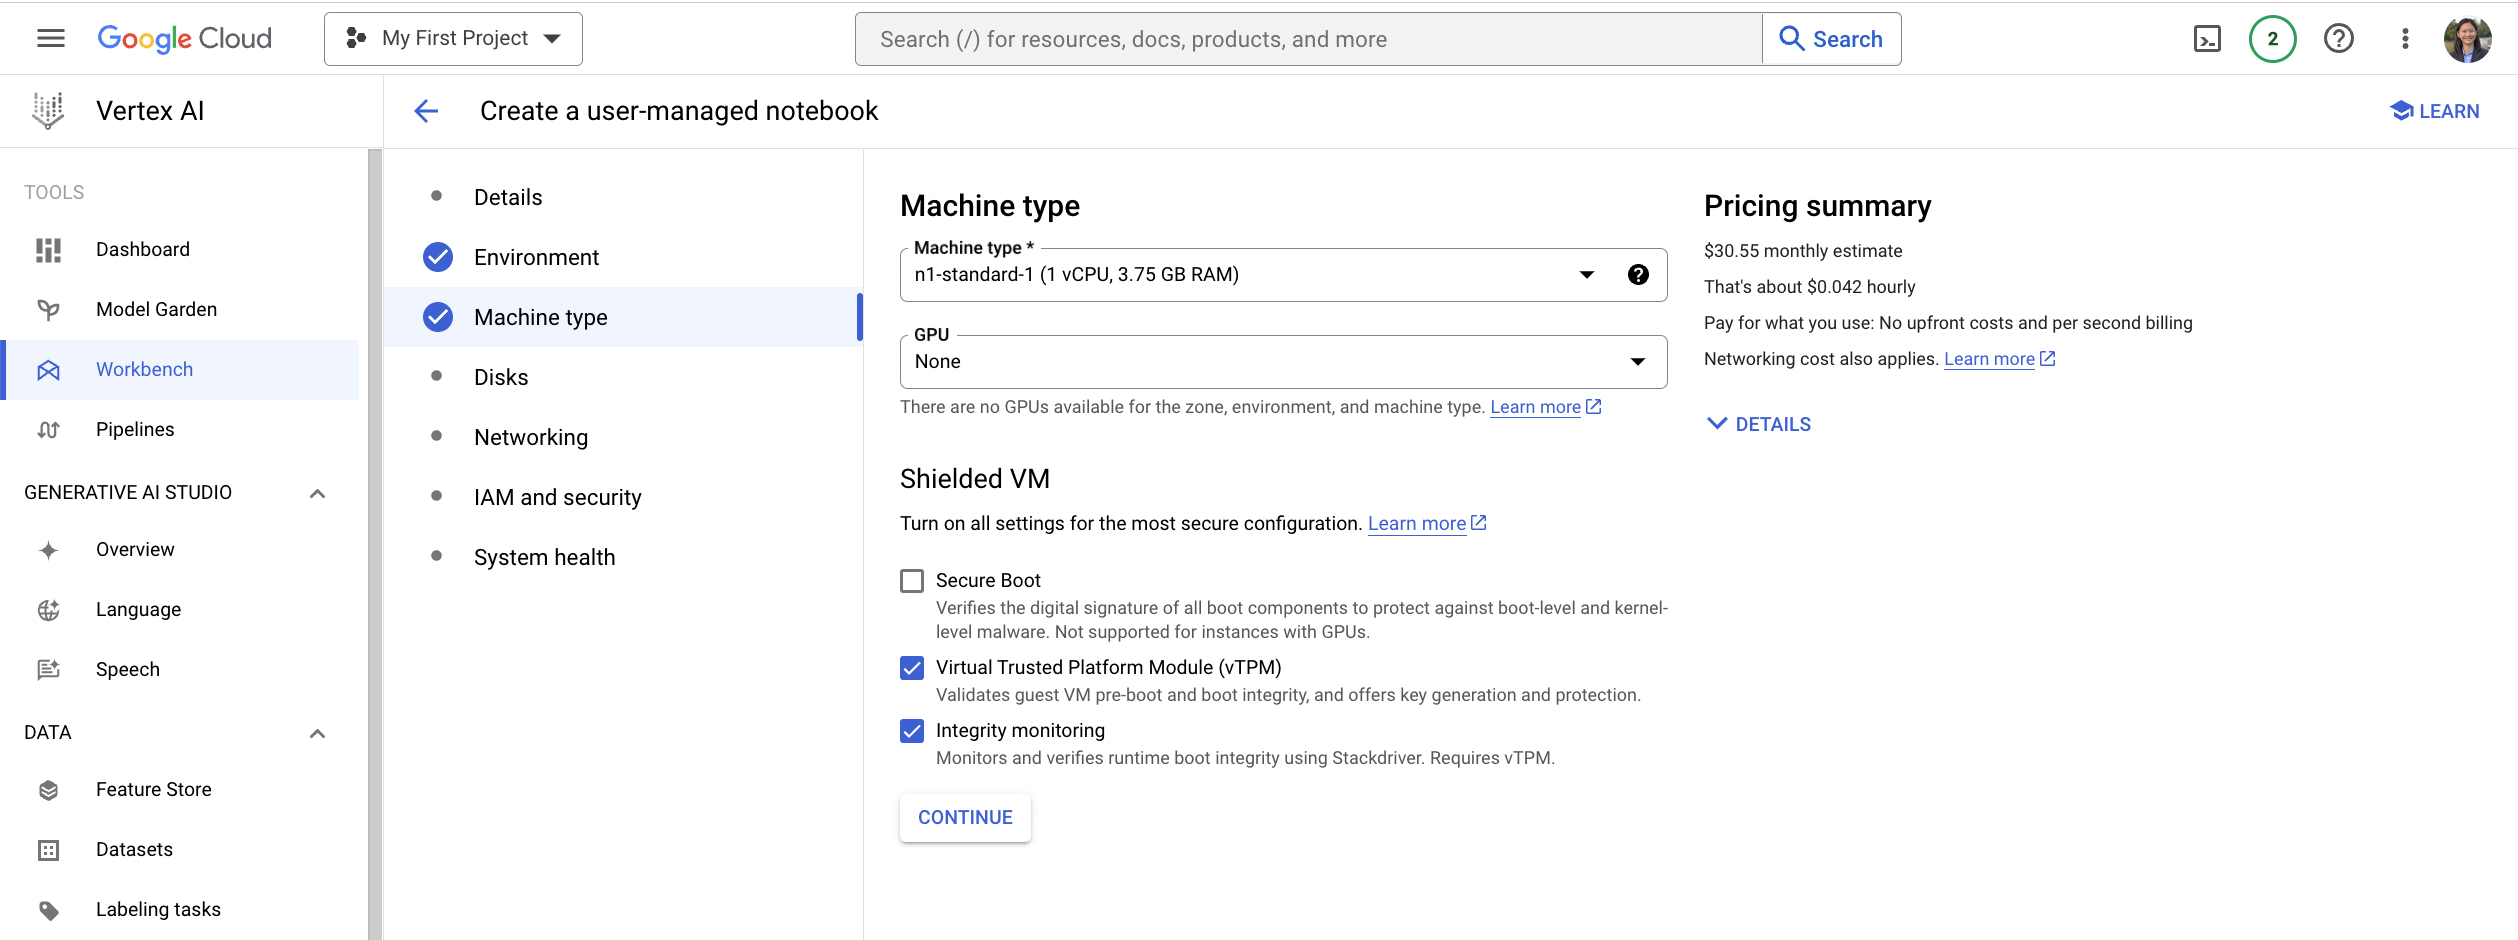 Google Cloud
My First Project
Search (/) for resources, docs, products, and more
Search
2
Vertex AI
Create a user-managed notebook
LEARN
TOOLS
Dashboard
Model Garden
Workbench
Pipelines
GENERATIVE AI STUDIO
Overview
Language
Speech
DATA
Feature Store
Datasets
Labeling tasks
Details
Environment
Machine type
Disks
Networking
IAM and security
System health
Machine type
Machine type *
n1-standard-1 (1 vCPU, 3.75 GB RAM)
GPU
None
There are no GPUs available for the zone, environment, and machine type. Learn more
Shielded VM
Turn on all settings for the most secure configuration. Learn more
Secure Boot
Verifies the digital signature of all boot components to protect against boot-level and kernel-
level malware. Not supported for instances with GPUs.
Virtual Trusted Platform Module (vTPM)
Validates guest VM pre-boot and boot integrity, and offers key generation and protection.
Integrity monitoring
Monitors and verifies runtime boot integrity using Stackdriver. Requires vTPM.
CONTINUE
Pricing summary
$30.55 monthly estimate
That's about $0.042 hourly
Pay for what you use: No upfront costs and per second billing
Networking cost also applies. Learn more
DETAILS